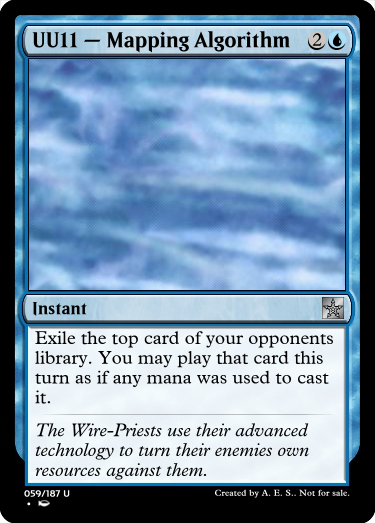 UU11 — Mapping Algorithm 2
Instant
Exile the top card of your opponents
library. You may play that card this
turn as if any mana was used to cast
it.
The Wire-Priests use their advanced
technology to turn their enemies own
resources against them.
059/187 U
Created by A. E. S.. Not for sale.